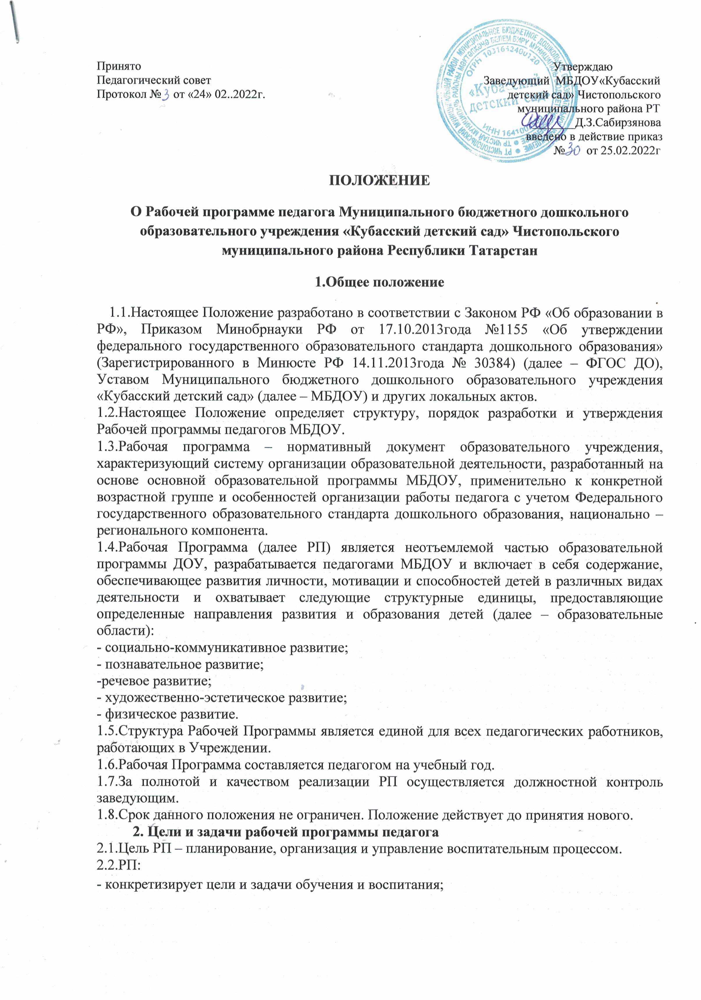 Принято
Педагогический совет
Протокол №3 от «24» 02..2022г.
Утверждаю
Заведующий МБДОУ«Кубасский
детский сад» Чистопольского
муниципального района РТ
________Д.З.Сабирзянова
введено в действие приказ
№30 от 25.02.2022г
МУНИЦИПАЛЬНОЕ БЮДЖЕТНОЕ ДОШКОЛЬНОЕ
ОГРН 103164240
«Кубасский
детский сад»
ИНН 16410
ПОЛОЖЕНИЕ
О Рабочей программе педагога Муниципального бюджетного дошкольного
образовательного учреждения «Кубасский детский сад» Чистопольского
муниципального района Республики Татарстан
1.Общее положение
1.1.Настоящее Положение разработано в соответствии с Законом РФ «Об образовании в
РФ», Приказом Минобрнауки РФ от 17.10.2013года №1155 «Об утверждении
федерального государственного образовательного стандарта дошкольного образования»
(Зарегистрированного в Минюсте РФ 14.11.2013года № 30384) (далее – ФГОС ДО),
Уставом Муниципального бюджетного дошкольного образовательного учреждения
«Кубасский детский сад» (далее – МБДОУ) и других локальных актов.
1.2.Настоящее Положение определяет структуру, порядок разработки и утверждения
Рабочей программы педагогов МБДОУ.
1.3.Рабочая программа – нормативный документ образовательного учреждения,
характеризующий систему организации образовательной деятельности, разработанный на
основе основной образовательной программы МБДОУ, применительно к конкретной
возрастной группе и особенностей организации работы педагога с учетом Федерального
государственного образовательного стандарта дошкольного образования, национально –
регионального компонента.
1.4.Рабочая Программа (далее РП) является неотъемлемой частью образовательной
программы ДОУ, разрабатывается педагогами МБДОУ и включает в себя содержание,
обеспечивающее развития личности, мотивации и способностей детей в различных видах
деятельности и охватывает следующие структурные единицы, предоставляющие
определенные направления развития и образования детей (далее – образовательные
области):
- социально-коммуникативное развитие;
- познавательное развитие;
-речевое развитие;
- художественно-эстетическое развитие;
- физическое развитие.
1.5.Структура Рабочей Программы является единой для всех педагогических работников,
работающих в Учреждении.
1.6.Рабочая Программа составляется педагогом на учебный год.
1.7.За полнотой и качеством реализации РП осуществляется должностной контроль
заведующим.
1.8.Срок данного положения не ограничен. Положение действует до принятия нового.
2. Цели и задачи рабочей программы педагога
2.1.Цель РП – планирование, организация и управление воспитательным процессом.
2.2.РП:
- конкретизирует цели и задачи обучения и воспитания;